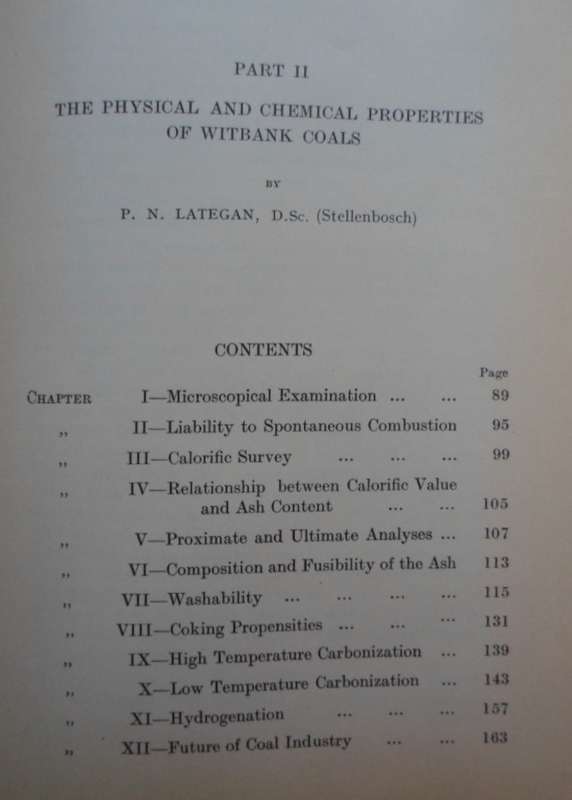 PART II
THE PHYSICAL AND CHEMICAL PROPERTIES
OF WITBANK COALS
BY
P. N. LATEGAN, D.Sc. (Stellenbosch)
CONTENTS
Page
CHAPTER I—Microscopical Examination ... ... 89
„ II—Liability to Spontaneous Combustion 95
„ III—Calorific Survey ... ... ... 99
„ IV—Relationship between Calorific Value
and Ash Content ... ... 105
„ V—Proximate and Ultimate Analyses ... 107
„ VI—Composition and Fusibility of the Ash 113
„ VII—Washability ... ... ... ... 115
„ VIII—Coking Propensities ... ... ... 131
„ IX—High Temperature Carbonization ... 139
„ X—Low Temperature Carbonization ... 143
„ XI—Hydrogenation ... ... ... 157
„ XII—Future of Coal Industry ... ... 163